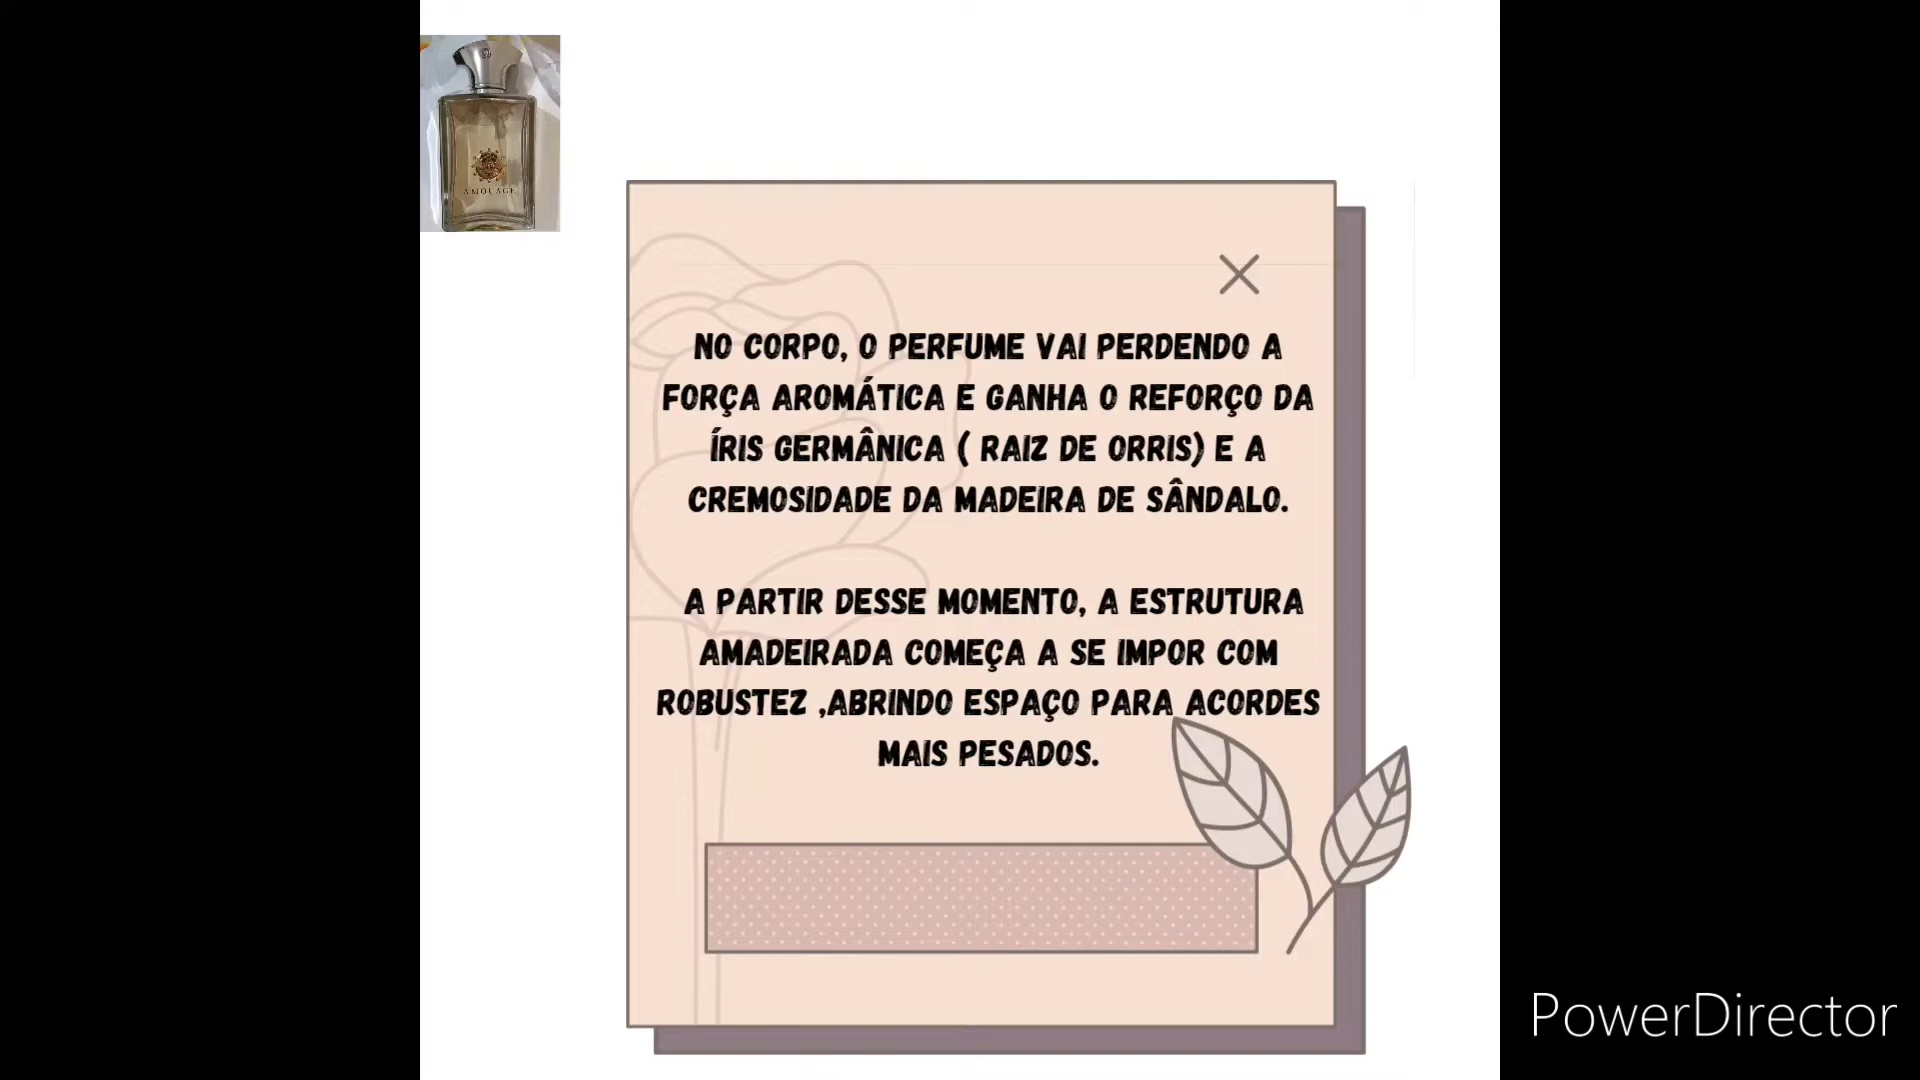 AMOUAGE
NO CORPO, O PERFUME VAI PERDENDO A
FORÇA AROMÁTICA E GANHA O REFORÇO DA
ÍRIS GERMÂNICA ( RAIZ DE ORRIS) E A
CREMOSIDADE DA MADEIRA DE SÂNDALO.
A PARTIR DESSE MOMENTO, A ESTRUTURA
AMADEIRADA COMEÇA A SE IMPOR COM
ROBUSTEZ ,ABRINDO ESPAÇO PARA ACORDES
MAIS PESADOS.
PowerDirector